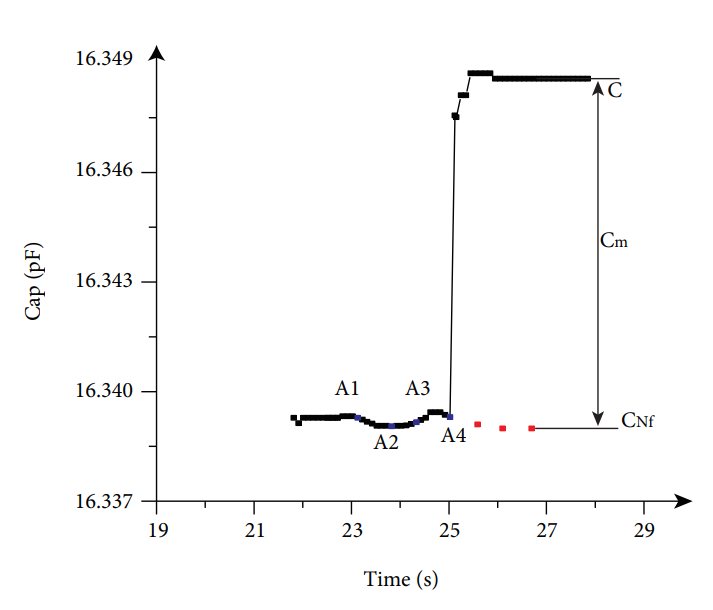 16.349
C
16.346
Cm
Cap (pF)
16.343
16.340
A1
A3
CNf
A2
A4
16.337
19
21
23
25
27
29
Time (s)